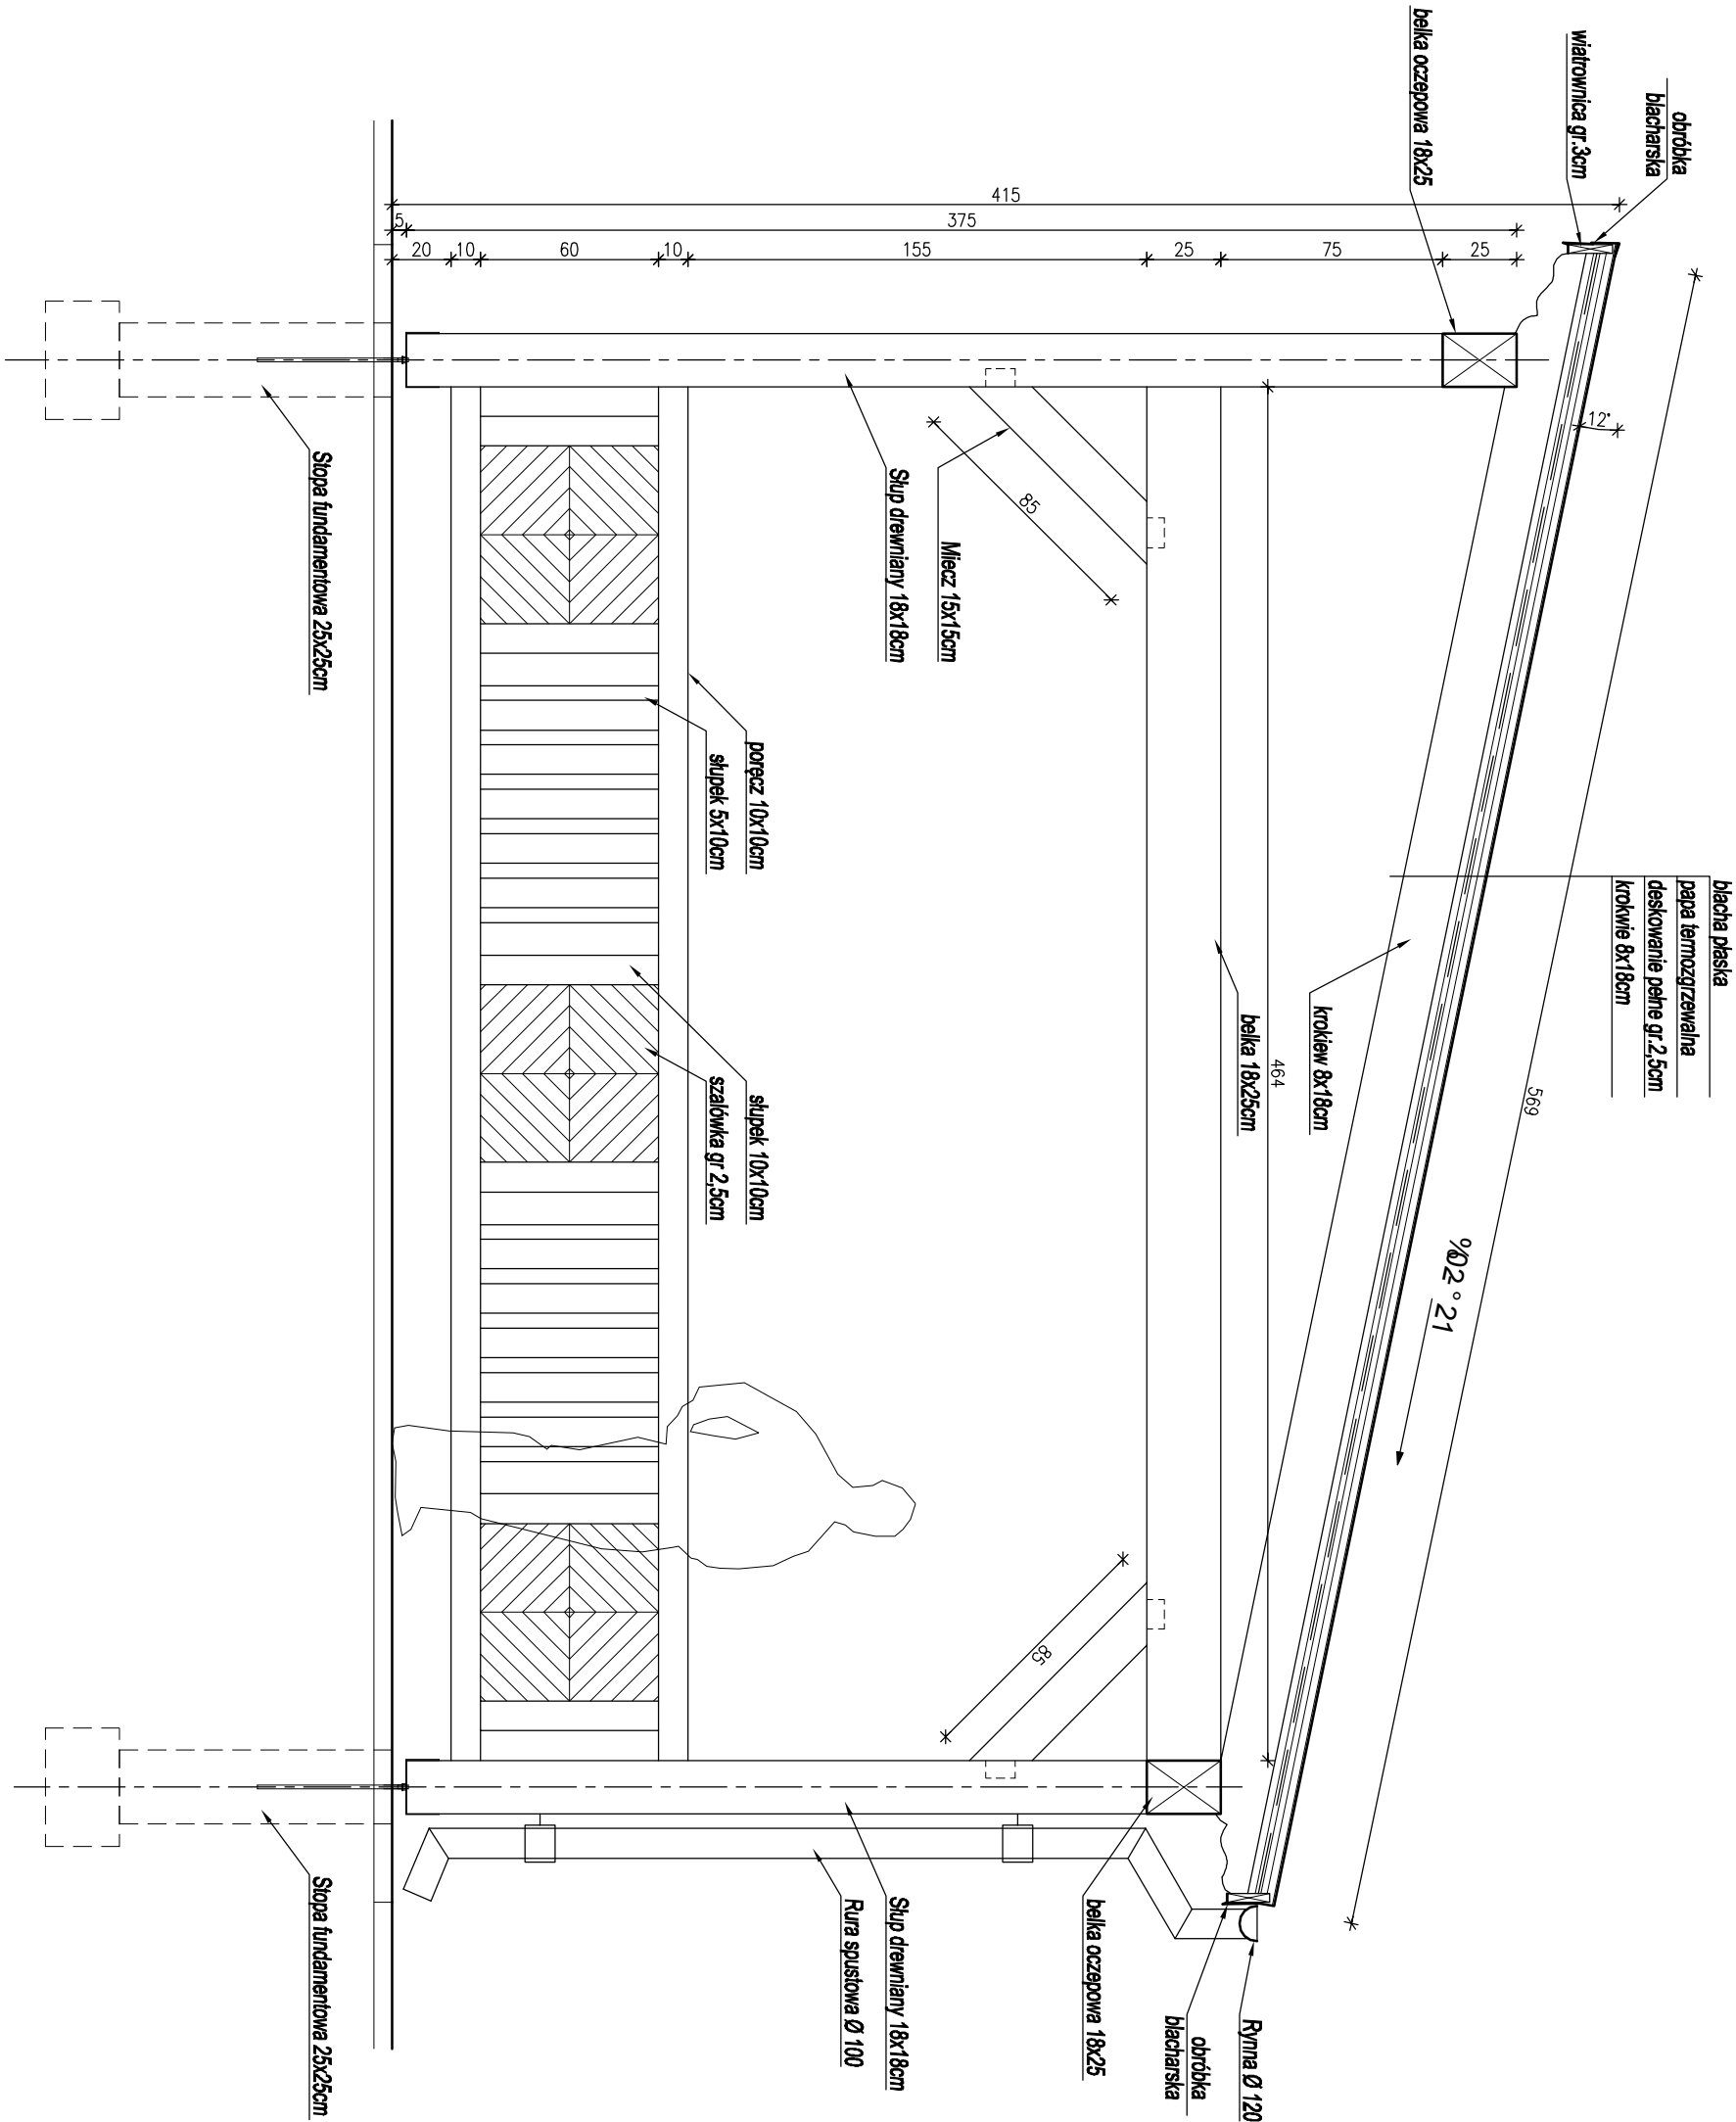 obróbka
blacharska
wiatrownica gr.3cm
belka oczepowa 18x25
blacha płaska
papa termozgrzewalna
deskowanie pełne gr.2,5cm
krokwie 8x18cm
569
12°
12° 20%
krokiew 8x18cm
464
belka 18x25cm
415
375
5
20
10
60
10
155
25
75
25
85
85
Miecz 15x15cm
Słup drewniany 18x18cm
poręcz 10x10cm
słupek 5x10cm
słupek 10x10cm
szalówka gr 2,5cm
Stopa fundamentowa 25x25cm
Rynna Ø 120
obróbka
blacharska
belka oczepowa 18x25
Słup drewniany 18x18cm
Rura spustowa Ø 100
Stopa fundamentowa 25x25cm